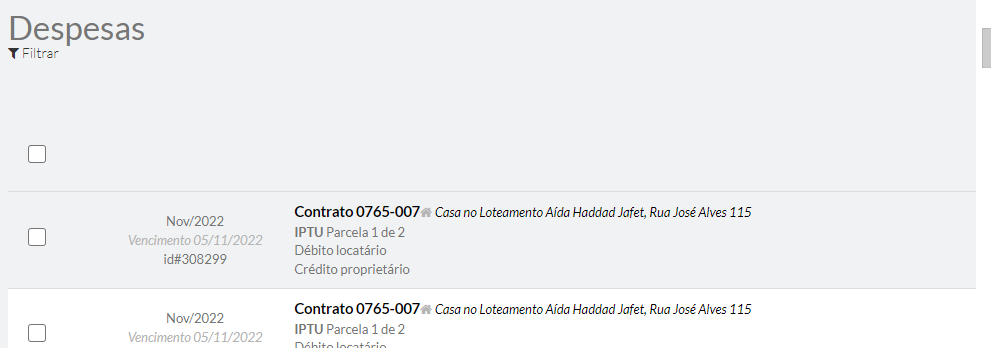 Despesas
Filtrar
Nov/2022
Vencimento 05/11/2022
id#308299
Contrato 0765-007 Casa no Loteamento Aída Haddad Jafet, Rua José Alves 115
IPTU Parcela 1 de 2
Débito locatário
Crédito proprietário
Nov/2022
Vencimento 05/11/2022
Contrato 0765-007 Casa no Loteamento Aída Haddad Jafet, Rua José Alves 115
IPTU Parcela 1 de 2
Débito locatário